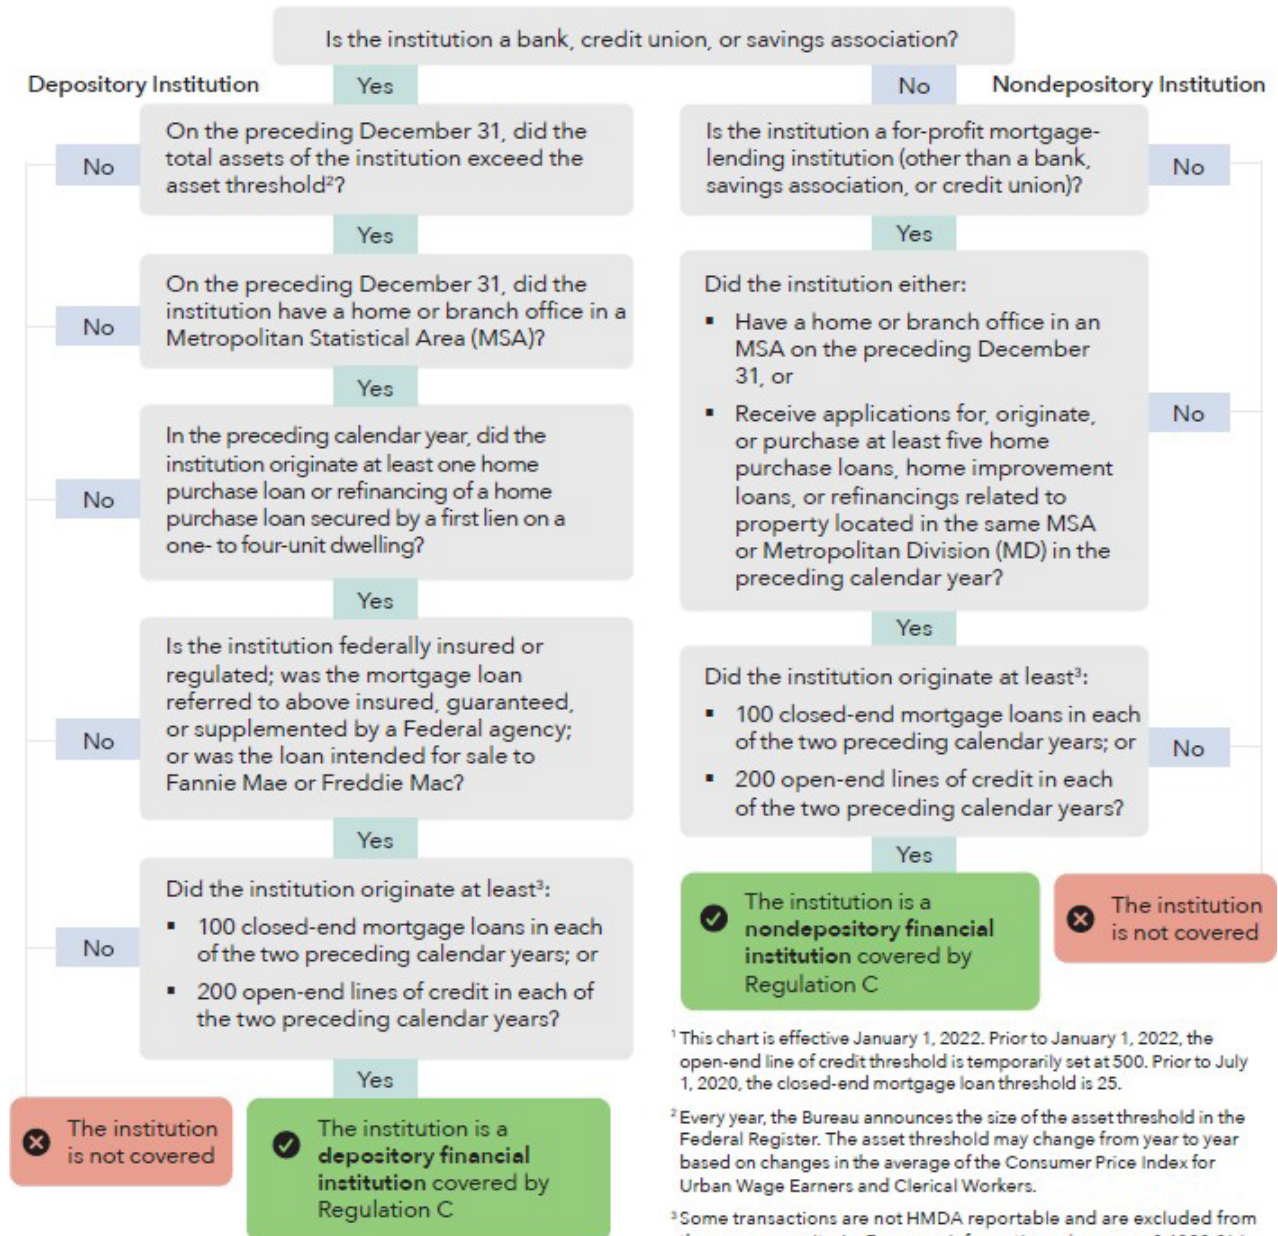 Is the institution a bank, credit union, or savings association?
Depository Institution
Yes
No
Nondepository Institution
On the preceding December 31, did the
total assets of the institution exceed the
asset threshold²?
No
Yes
On the preceding December 31, did the
institution have a home or branch office in a
Metropolitan Statistical Area (MSA)?
No
Yes
In the preceding calendar year, did the
institution originate at least one home
purchase loan or refinancing of a home
purchase loan secured by a first lien on a
one- to four-unit dwelling?
No
Yes
Is the institution federally insured or
regulated; was the mortgage loan
referred to above insured, guaranteed,
or supplemented by a Federal agency;
or was the loan intended for sale to
Fannie Mae or Freddie Mac?
No
Yes
Did the institution originate at least³:
▪ 100 closed-end mortgage loans in each
of the two preceding calendar years; or
▪ 200 open-end lines of credit in each of
the two preceding calendar years?
No
Yes
The institution
is not covered
The institution is a
depository financial
institution covered by
Regulation C
Is the institution a for-profit mortgage-
lending institution (other than a bank,
savings association, or credit union)?
No
Yes
Did the institution either:
▪ Have a home or branch office in an
MSA on the preceding December
31, or
▪ Receive applications for, originate,
or purchase at least five home
purchase loans, home improvement
loans, or refinancings related to
property located in the same MSA
or Metropolitan Division (MD) in the
preceding calendar year?
No
Yes
Did the institution originate at least³:
▪ 100 closed-end mortgage loans in each
of the two preceding calendar years; or
▪ 200 open-end lines of credit in each
of the two preceding calendar years?
No
Yes
The institution is a
nondepository financial
institution covered by
Regulation C
The institution
is not covered
¹ This chart is effective January 1, 2022. Prior to January 1, 2022, the
open-end line of credit threshold is temporarily set at 500. Prior to July
1, 2020, the closed-end mortgage loan threshold is 25.
² Every year, the Bureau announces the size of the asset threshold in the
Federal Register. The asset threshold may change from year to year
based on changes in the average of the Consumer Price Index for
Urban Wage Earners and Clerical Workers.
³ Some transactions are not HMDA reportable and are excluded from